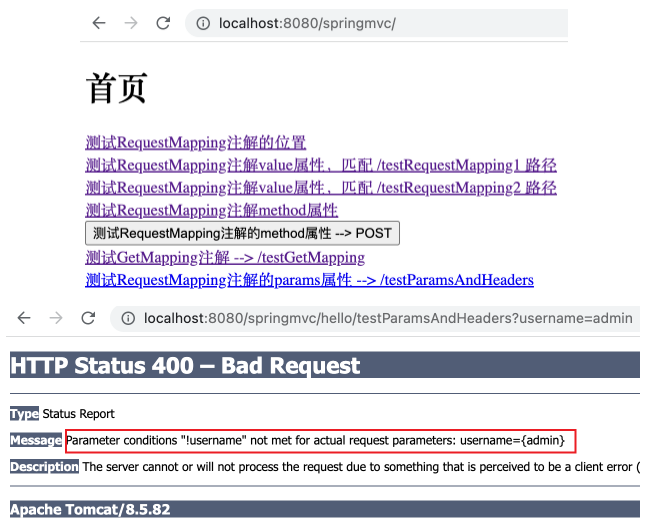 localhost:8080/springmvc/
首页
测试RequestMapping注解的位置
测试RequestMapping注解value属性，匹配 /testRequestMapping1 路径
测试RequestMapping注解value属性，匹配 /testRequestMapping2 路径
测试RequestMapping注解method属性
测试RequestMapping注解的method属性 --> POST
测试GetMapping注解 --> /testGetMapping
测试RequestMapping注解的params属性 --> /testParamsAndHeaders
localhost:8080/springmvc/hello/testParamsAndHeaders?username=admin
HTTP Status 400 – Bad Request
Type Status Report
Message Parameter conditions "!username" not met for actual request parameters: username={admin}
Description The server cannot or will not process the request due to something that is perceived to be a client error (
Apache Tomcat/8.5.82